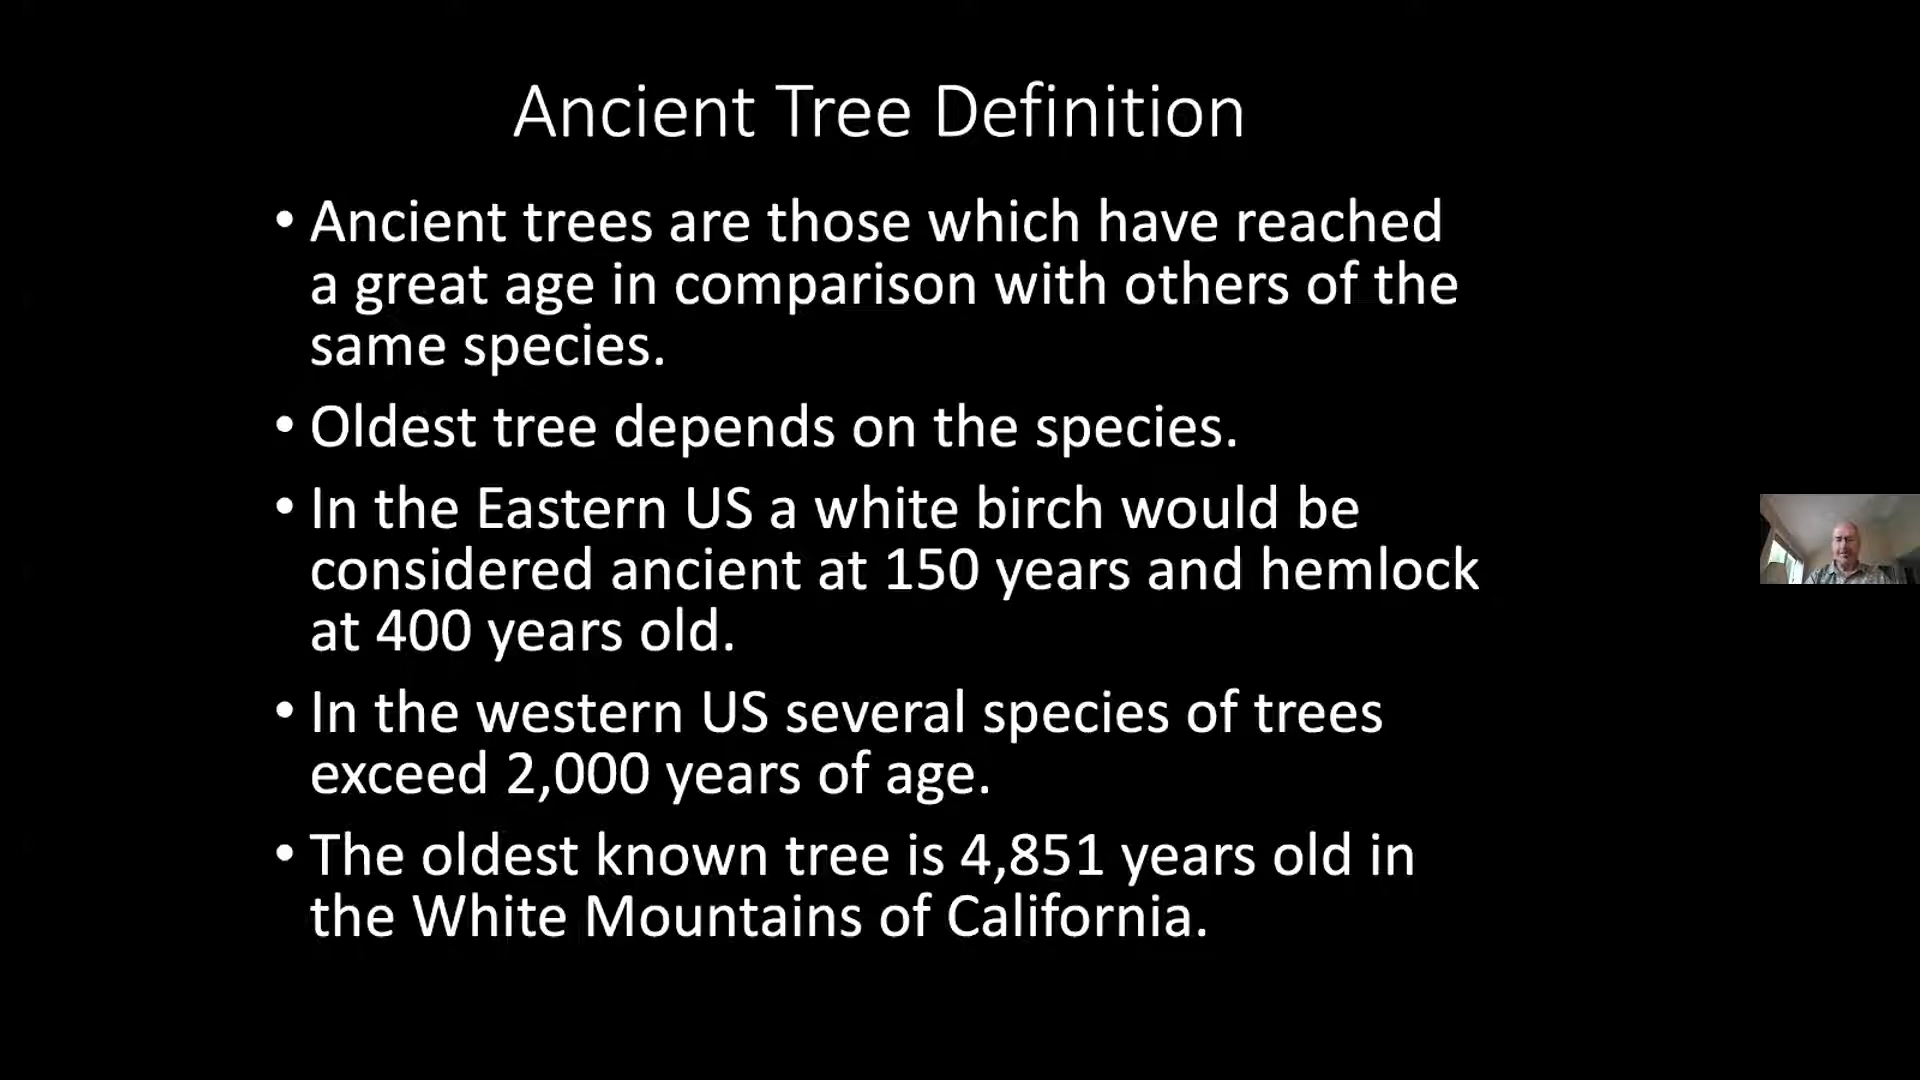 Ancient Tree Definition
• Ancient trees are those which have reached
a great age in comparison with others of the
same species.
• Oldest tree depends on the species.
• In the Eastern US a white birch would be
considered ancient at 150 years and hemlock
at 400 years old.
• In the western US several species of trees
exceed 2,000 years of age.
• The oldest known tree is 4,851 years old in
the White Mountains of California.